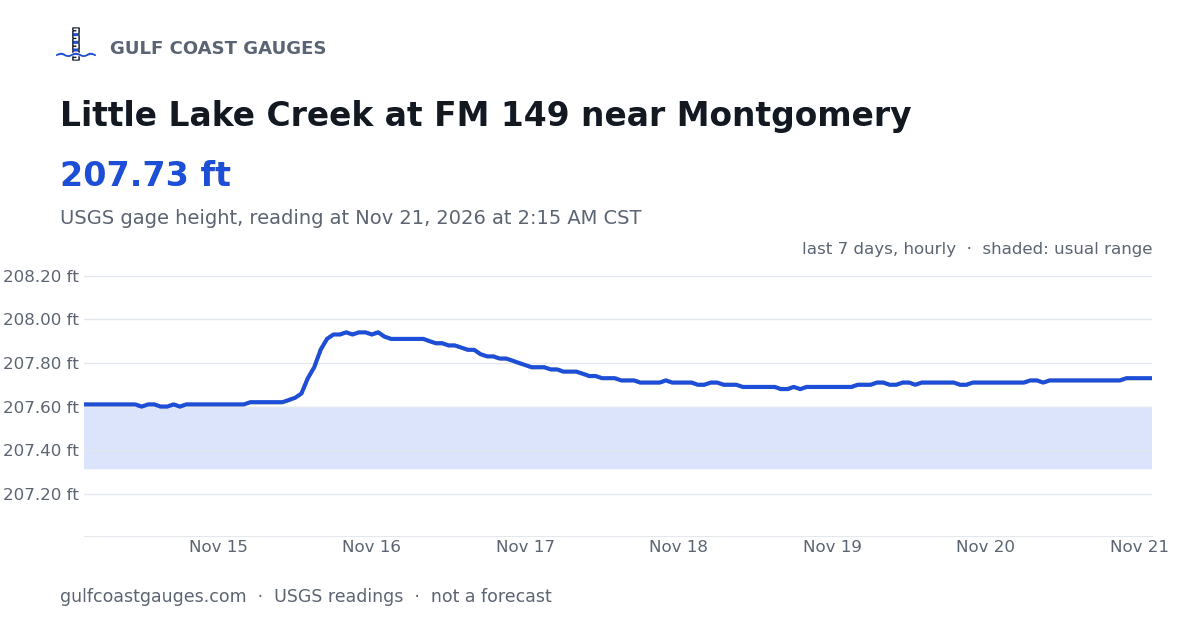 GULF COAST GAUGES
Little Lake Creek at FM 149 near Montgomery
207.73 ft
USGS gage height, reading at Nov 21, 2026 at 2:15 AM CST
last 7 days, hourly · shaded: usual range
208.20 ft
208.00 ft
207.80 ft
207.60 ft
207.40 ft
207.20 ft
Nov 15 Nov 16 Nov 17 Nov 18 Nov 19 Nov 20 Nov 21
gulfcoastgauges.com · USGS readings · not a forecast